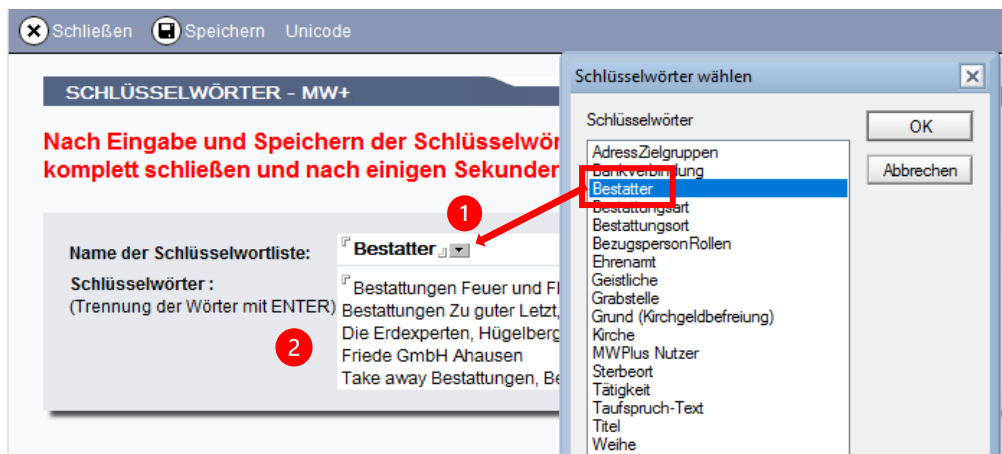 Schließen Speichern Unicode
SCHLÜSSELWÖRTER - MW+
Nach Eingabe und Speichern der Schlüsselwör
komplett schließen und nach einigen Sekunden
1
Name der Schlüsselwortliste: Bestatter
Schlüsselwörter :
(Trennung der Wörter mit ENTER)
2
Bestattungen Feuer und Fl
Bestattungen Zu guter Letzt,
Die Erdexperten, Hügelberg
Friede GmbH Ahausen
Take away Bestattungen, Be
Schlüsselwörter wählen
Schlüsselwörter
OK
Abbrechen
AdressZielgruppen
Bankverbindung
Bestatter
Bestattungsart
Bestattungsort
BezugspersonRollen
Ehrenamt
Geistliche
Grabstelle
Grund (Kirchgeldbefreiung)
Kirche
MWPlus Nutzer
Sterbeort
Tätigkeit
Taufspruch-Text
Titel
Weihe